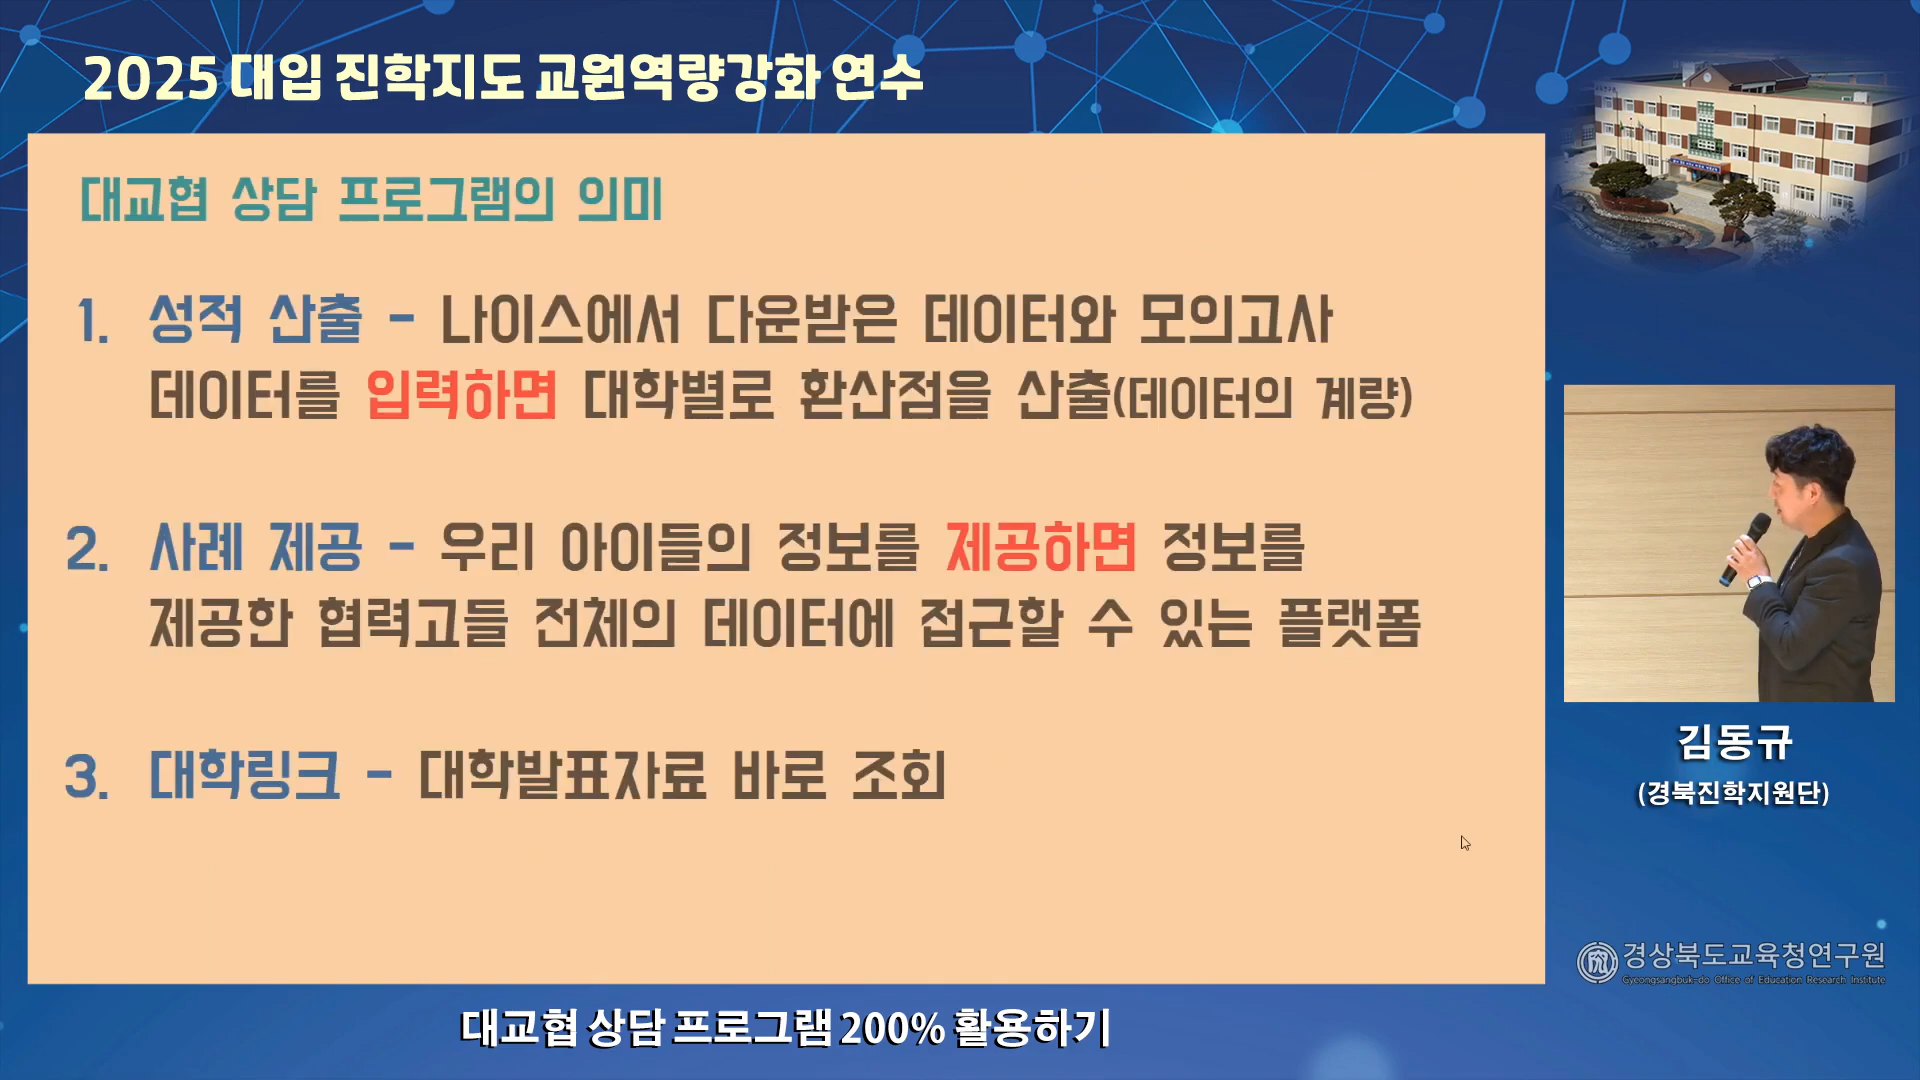 2025 대입 진학지도 교원역량강화 연수
대교협 상담 프로그램의 의미
1. 성적 산출 - 나이스에서 다운받은 데이터와 모의고사
데이터를 입력하면 대학별로 환산점을 산출(데이터의 계량)
2. 사례 제공 - 우리 아이들의 정보를 제공하면 정보를
제공한 협력고들 전체의 데이터에 접근할 수 있는 플랫폼
3. 대학링크 - 대학발표자료 바로 조회
김동규
(경북진학지원단)
경상북도교육청연구원
Gyeongsangbuk-do Office of Education Research Institute
대교협 상담 프로그램 200% 활용하기